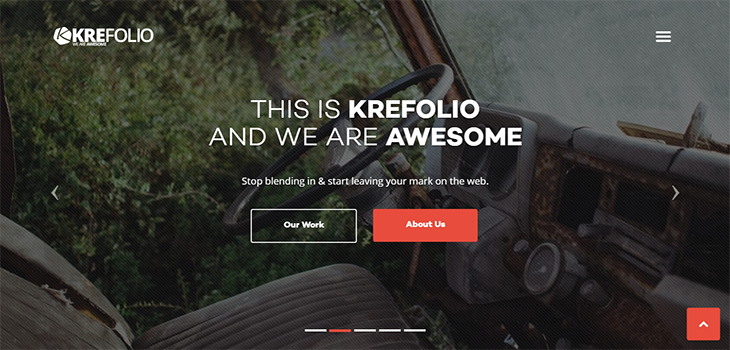 KREFOLIO
WE ARE AWESOME
THIS IS KREFOLIO
AND WE ARE AWESOME
Stop blending in & start leaving your mark on the web.
Our Work
About Us